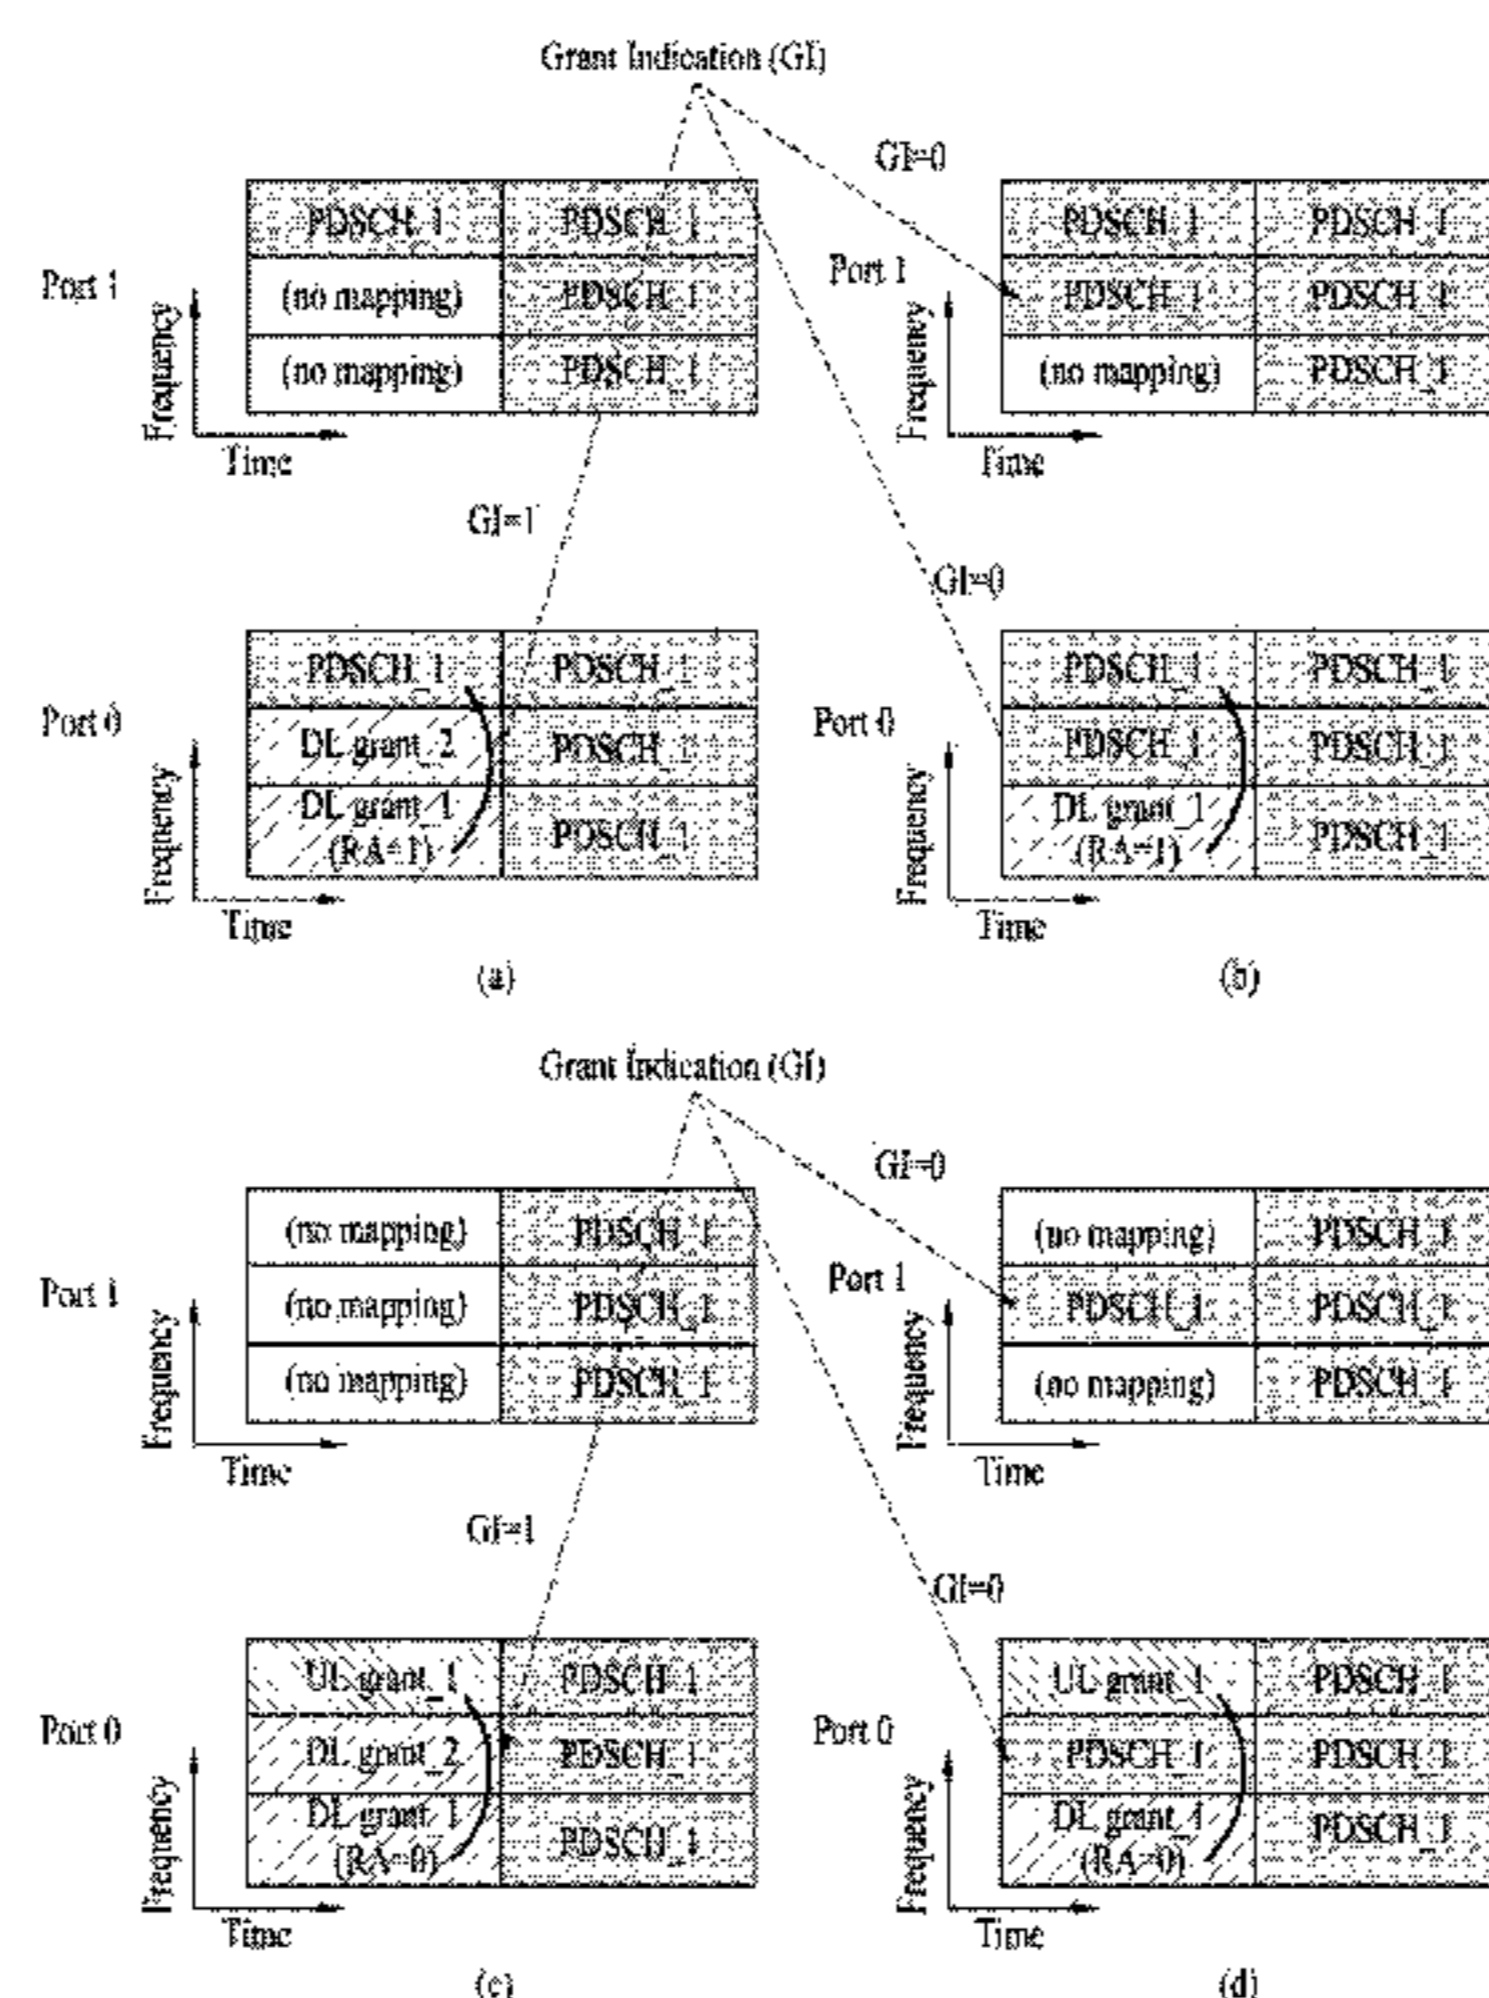 Grant Indication (GI)
GI=0
PDSCH_1 PDSCH_1 PDSCH_1 PDSCH_1
Port 1 (no mapping) PDSCH_1 Port 1 PDSCH_1 PDSCH_1
(no mapping) PDSCH_1 (no mapping) PDSCH_1
Frequency Frequency
Time Time
GI=1
GI=0
PDSCH_1 PDSCH_1 PDSCH_1 PDSCH_1
Port 0 DL grant_2 PDSCH_1 Port 0 PDSCH_1 PDSCH_1
DL grant_1 PDSCH_1 DL grant_1 PDSCH_1
(RA=1) (RA=1)
Frequency Frequency
Time Time
(a) (b)
Grant Indication (GI)
GI=0
(no mapping) PDSCH_1 (no mapping) PDSCH_1
Port 1 (no mapping) PDSCH_1 Port 1 PDSCH_1 PDSCH_1
(no mapping) PDSCH_1 (no mapping) PDSCH_1
Frequency Frequency
Time Time
GI=1
GI=0
UL grant_1 PDSCH_1 UL grant_1 PDSCH_1
Port 0 DL grant_2 PDSCH_1 Port 0 PDSCH_1 PDSCH_1
DL grant_1 PDSCH_1 DL grant_1 PDSCH_1
(RA=0) (RA=0)
Frequency Frequency
Time Time
(c) (d)